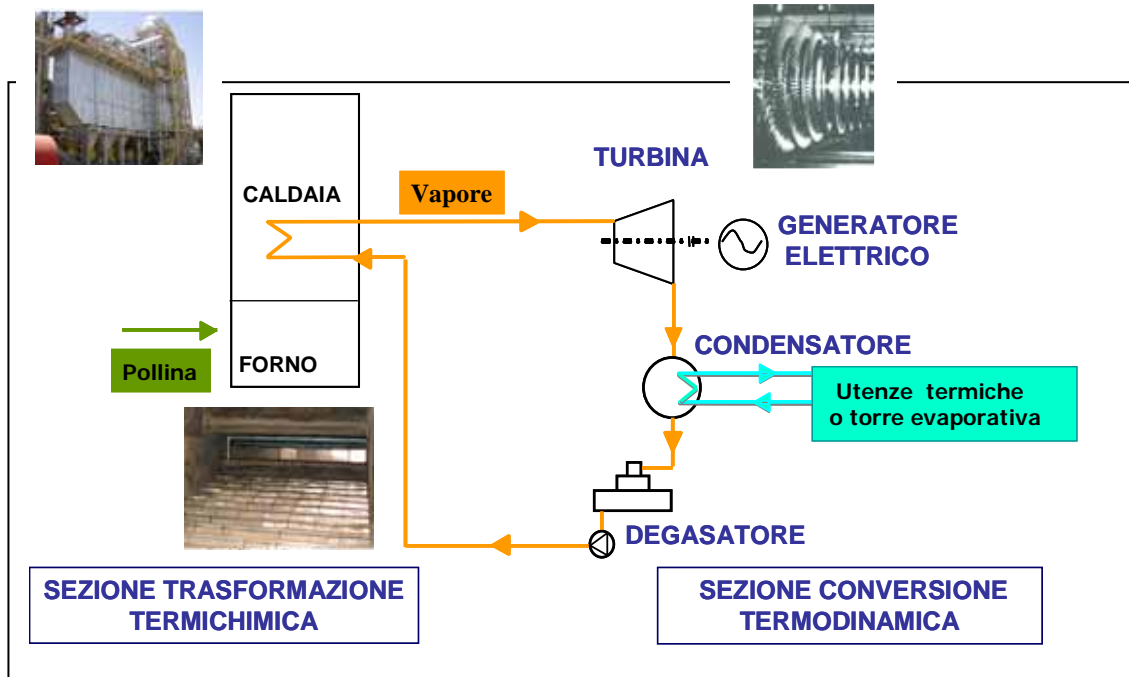 TURBINA
CALDAIA
Vapore
GENERATORE
ELETTRICO
CONDENSATORE
Pollina
FORNO
Utenze termiche
o torre evaporativa
DEGASATORE
SEZIONE TRASFORMAZIONE
TERMICHIMICA
SEZIONE CONVERSIONE
TERMODINAMICA